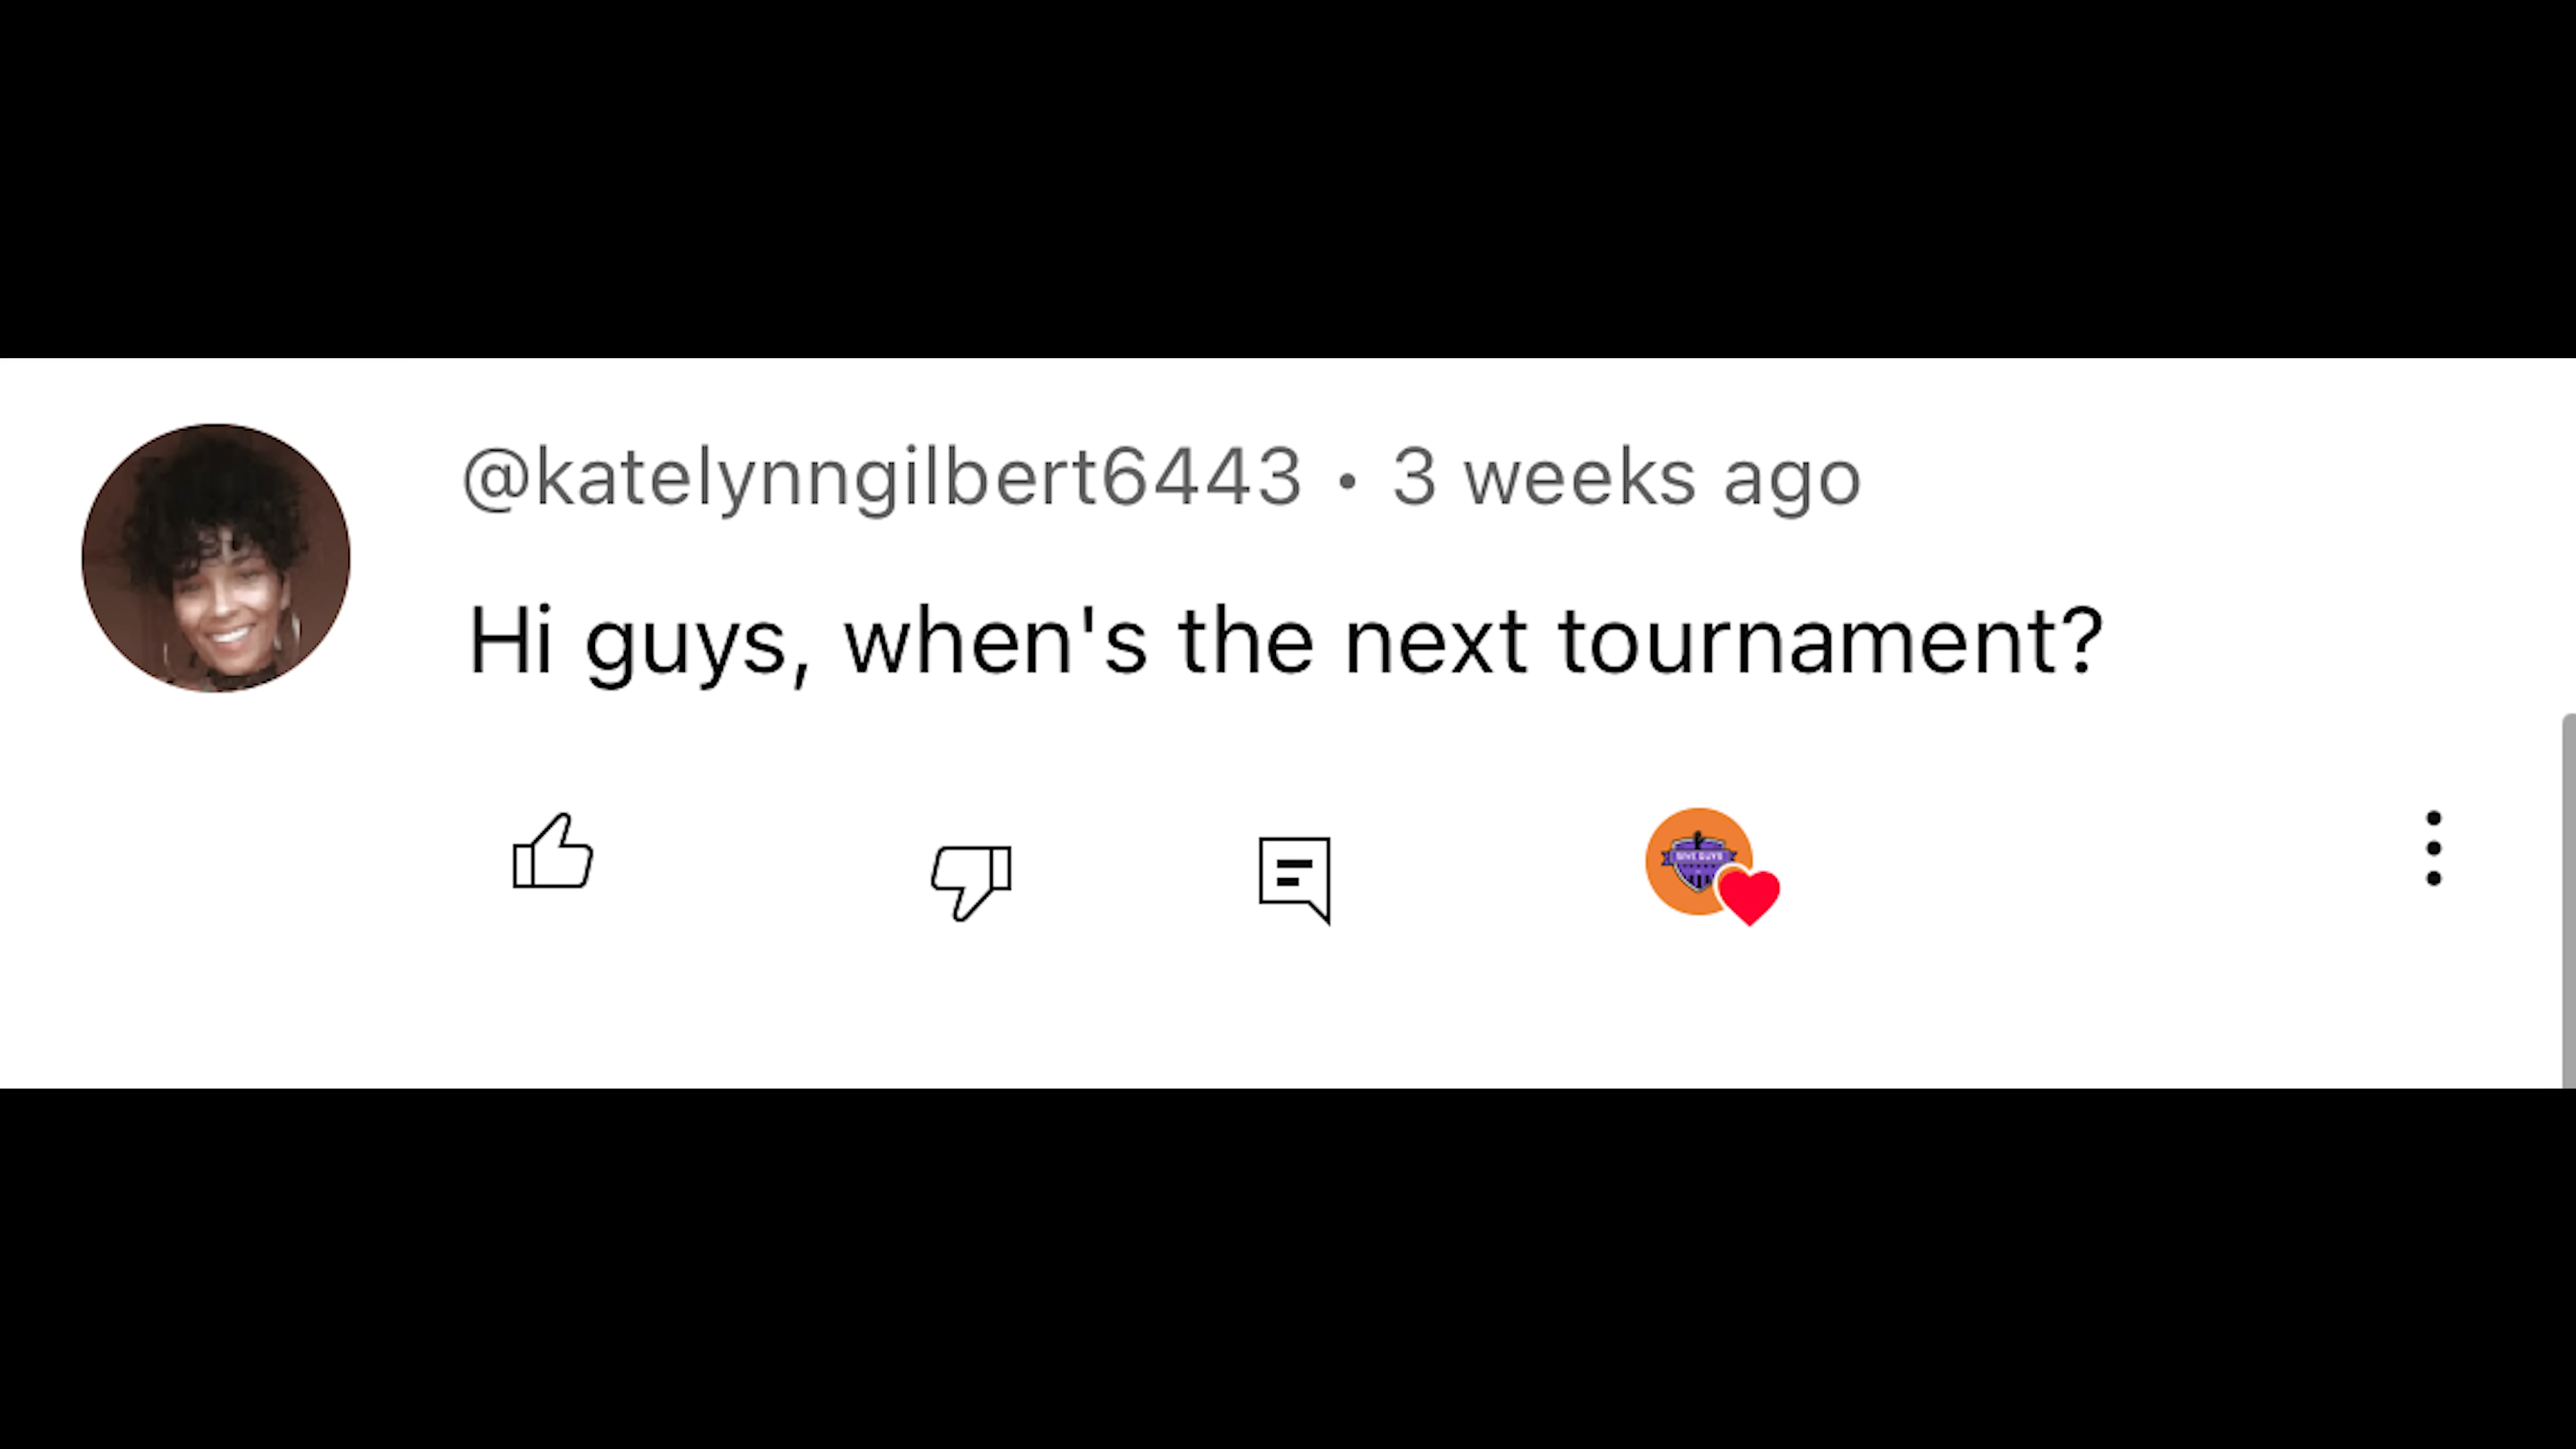 @katelynngilbert6443 • 3 weeks ago
Hi guys, when's the next tournament?